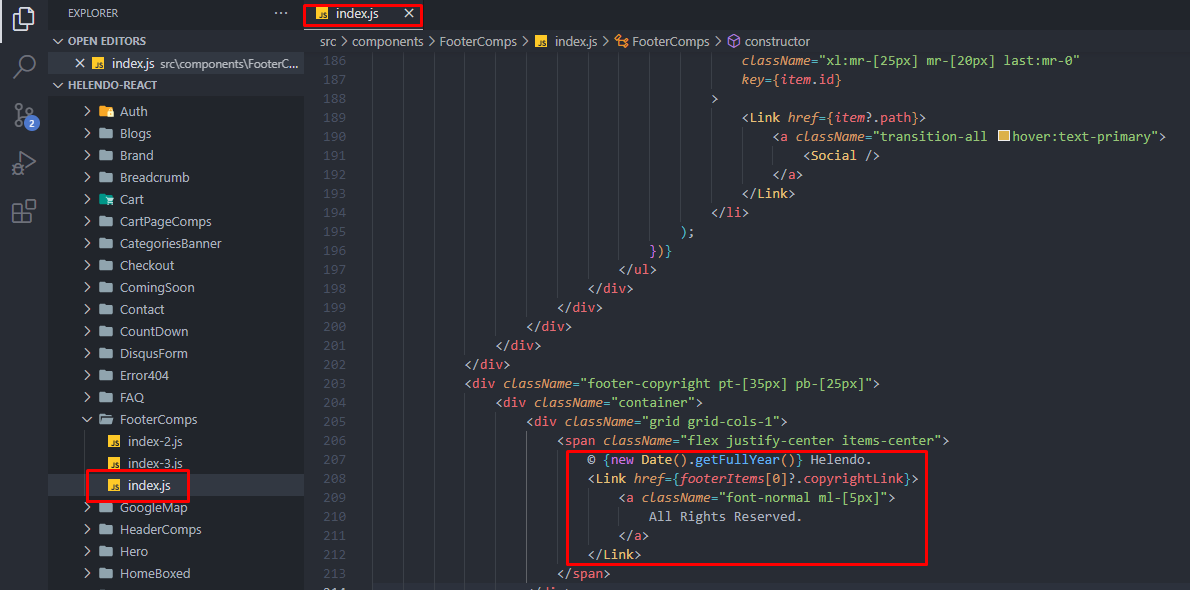 EXPLORER
···
JS index.js ×
OPEN EDITORS
× JS index.js src\components\FooterC...
HELENDO-REACT
Auth
Blogs
Brand
Breadcrumb
Cart
CartPageComps
CategoriesBanner
Checkout
ComingSoon
Contact
CountDown
DisqusForm
Error404
FAQ
FooterComps
JS index-2.js
JS index-3.js
JS index.js
GoogleMap
HeaderComps
Hero
HomeBoxed
2
src > components > FooterComps > JS index.js > FooterComps > constructor
186 className="xl:mr-[25px] mr-[20px] last:mr-0"
187 key={item.id}
188 >
189 <Link href={item?.path}>
190 <a className="transition-all hover:text-primary">
191 <Social />
192 </a>
193 </Link>
194 </li>
195 );
196 })}
197 </ul>
198 </div>
199 </div>
200 </div>
201 </div>
202 </div>
203 <div className="footer-copyright pt-[35px] pb-[25px]">
204 <div className="container">
205 <div className="grid grid-cols-1">
206 <span className="flex justify-center items-center">
207 © {new Date().getFullYear()} Helendo.
208 <Link href={footerItems[0]?.copyrightLink}>
209 <a className="font-normal ml-[5px]">
210 All Rights Reserved.
211 </a>
212 </Link>
213 </span>